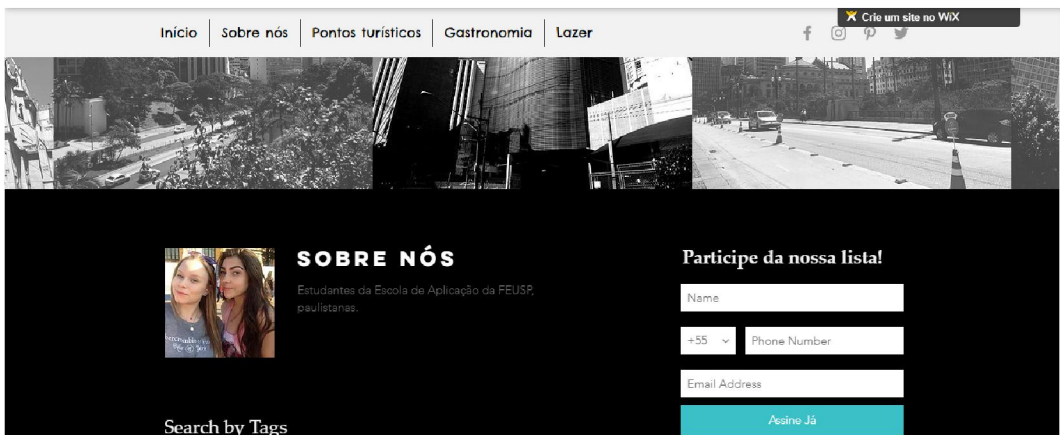 Crie um site no WiX
Início Sobre nós Pontos turísticos Gastronomia Lazer
SOBRE NÓS
Estudantes da Escola de Aplicação da FEUSP,
paulistanas.
Search by Tags
Participe da nossa lista!
Name
+55 Phone Number
Email Address
Assine Já